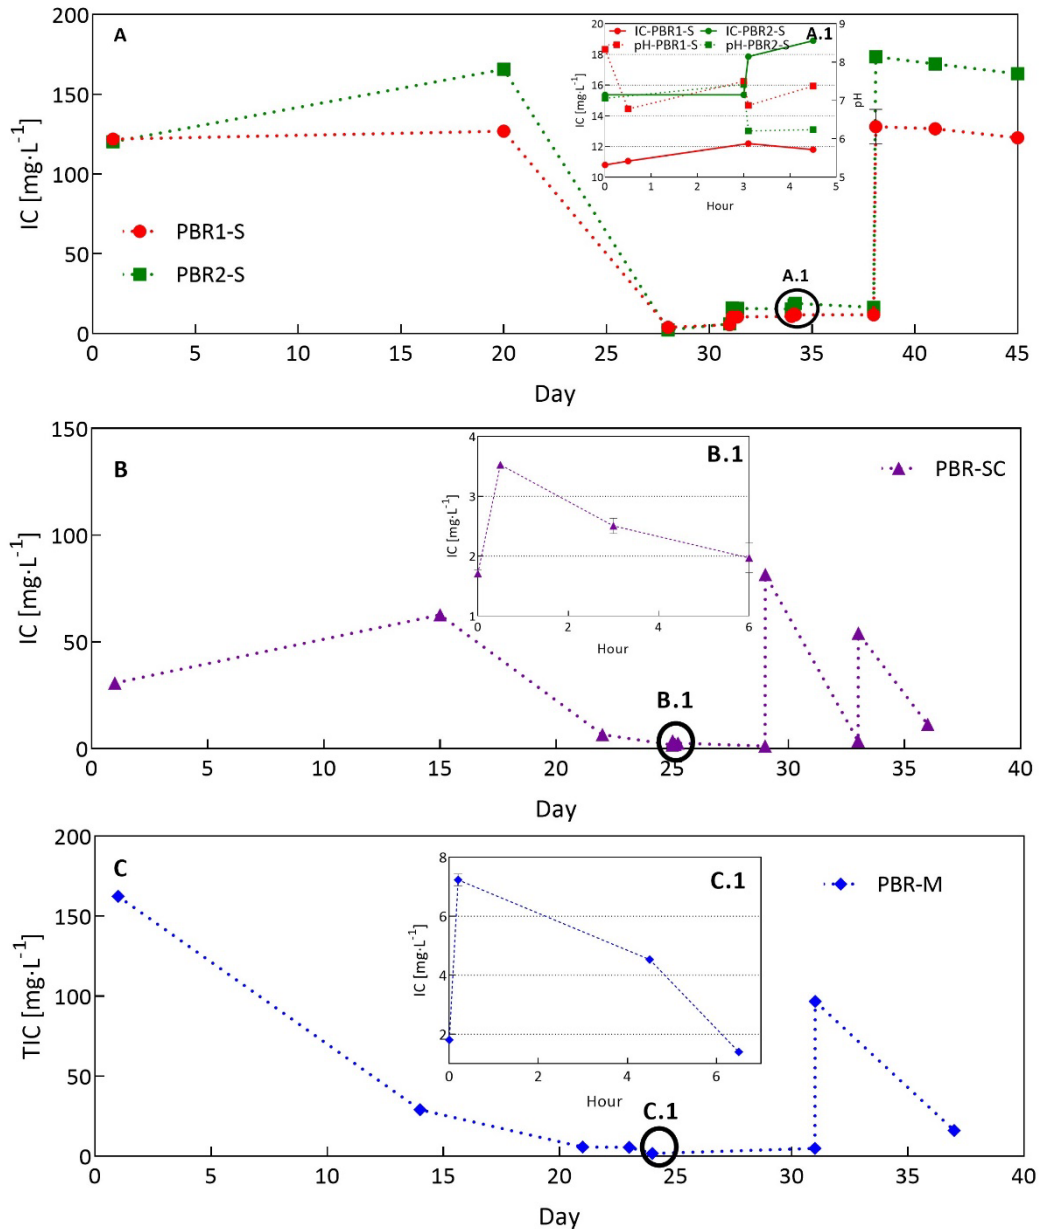 A
A.1
IC-PBR1-S IC-PBR2-S
pH-PBR1-S pH-PBR2-S
20
18
16
14
12
10
IC [mg·L⁻¹]
9
8
7
6
5
pH
0 1 2 3 4 5
Hour
200
150
100
50
0
IC [mg·L⁻¹]
PBR1-S
PBR2-S
A.1
0 5 10 15 20 25 30 35 40 45
Day
B
B.1
PBR-SC
4
3
2
1
IC [mg·L⁻¹]
0 2 4 6
Hour
150
100
50
0
IC [mg·L⁻¹]
B.1
0 5 10 15 20 25 30 35 40
Day
C
C.1
PBR-M
8
6
4
2
IC [mg·L⁻¹]
0 2 4 6
Hour
200
150
100
50
0
TIC [mg·L⁻¹]
C.1
0 5 10 15 20 25 30 35 40
Day